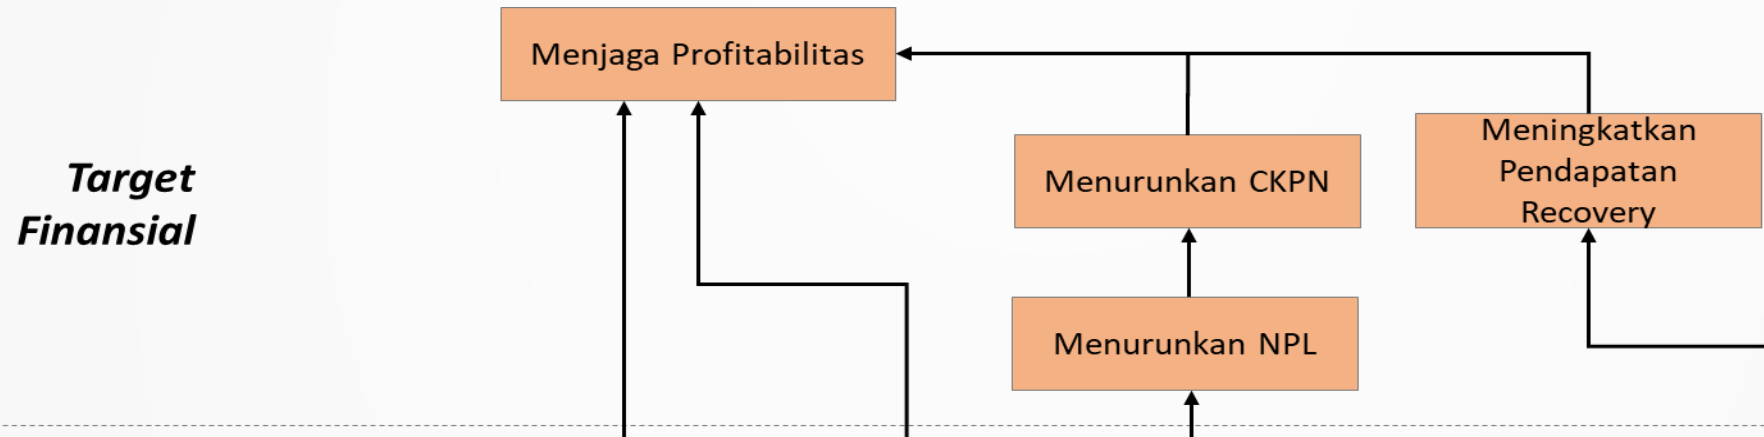 Menjaga Profitabilitas
Meningkatkan
Pendapatan
Recovery
Menurunkan CKPN
Target
Finansial
Menurunkan NPL